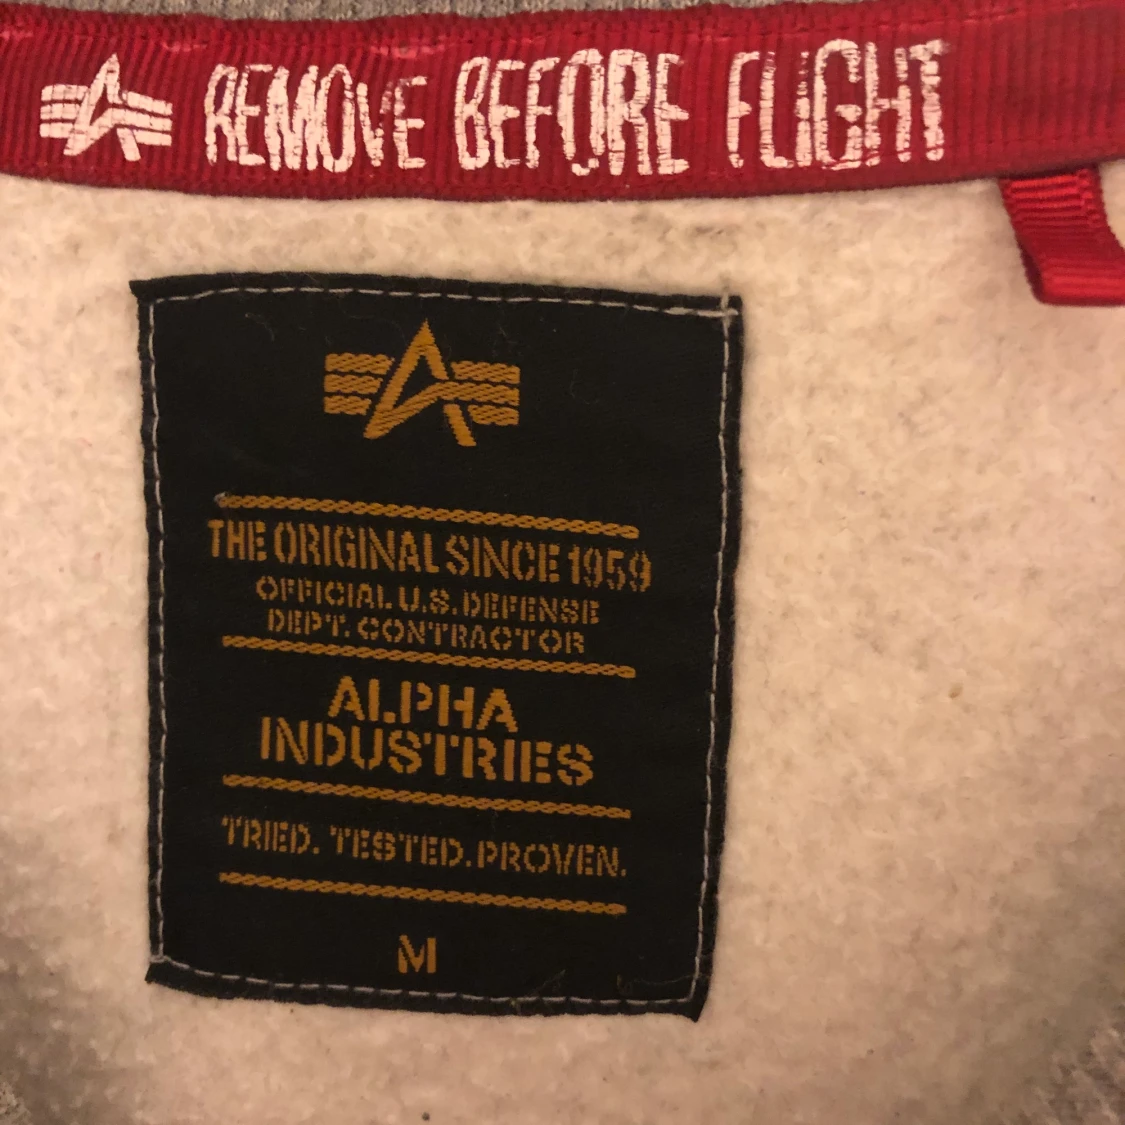 REMOVE BEFORE FLIGHT
THE ORIGINAL SINCE 1959
OFFICIAL U.S. DEFENSE
DEPT. CONTRACTOR
ALPHA
INDUSTRIES
TRIED. TESTED. PROVEN.
M